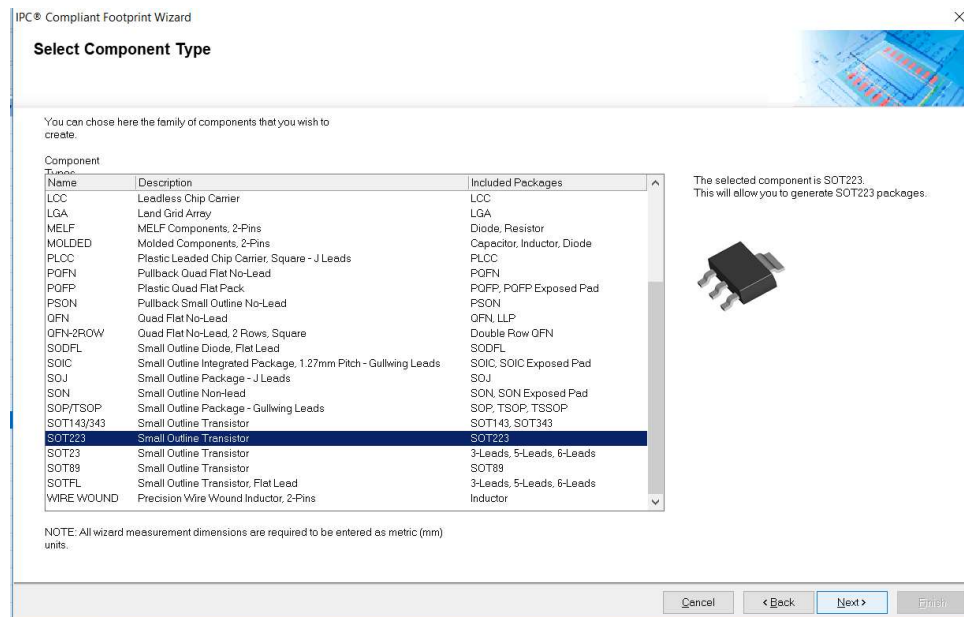 IPC® Compliant Footprint Wizard
Select Component Type
You can chose here the family of components that you wish to
create.
Component
Types
Name Description Included Packages
LCC Leadless Chip Carrier LCC
LGA Land Grid Array LGA
MELF MELF Components, 2-Pins Diode, Resistor
MOLDED Molded Components, 2-Pins Capacitor, Inductor, Diode
PLCC Plastic Leaded Chip Carrier, Square - J Leads PLCC
PQFN Pullback Quad Flat No-Lead PQFN
PQFP Plastic Quad Flat Pack PQFP, PQFP Exposed Pad
PSON Pullback Small Outline No-Lead PSON
QFN Quad Flat No-Lead QFN, LLP
QFN-2ROW Quad Flat No-Lead, 2 Rows, Square Double Row QFN
SODFL Small Outline Diode, Flat Lead SODFL
SOIC Small Outline Integrated Package, 1.27mm Pitch - Gullwing Leads SOIC, SOIC Exposed Pad
SOJ Small Outline Package - J Leads SOJ
SON Small Outline Non-lead SON, SON Exposed Pad
SOP/TSOP Small Outline Package - Gullwing Leads SOP, TSOP, TSSOP
SOT143/343 Small Outline Transistor SOT143, SOT343
SOT223 Small Outline Transistor SOT223
SOT23 Small Outline Transistor 3-Leads, 5-Leads, 6-Leads
SOT89 Small Outline Transistor SOT89
SOTFL Small Outline Transistor, Flat Lead 3-Leads, 5-Leads, 6-Leads
WIRE WOUND Precision Wire Wound Inductor, 2-Pins Inductor
The selected component is SOT223.
This will allow you to generate SOT223 packages.
NOTE: All wizard measurement dimensions are required to be entered as metric (mm)
units.
Cancel < Back Next > Finish